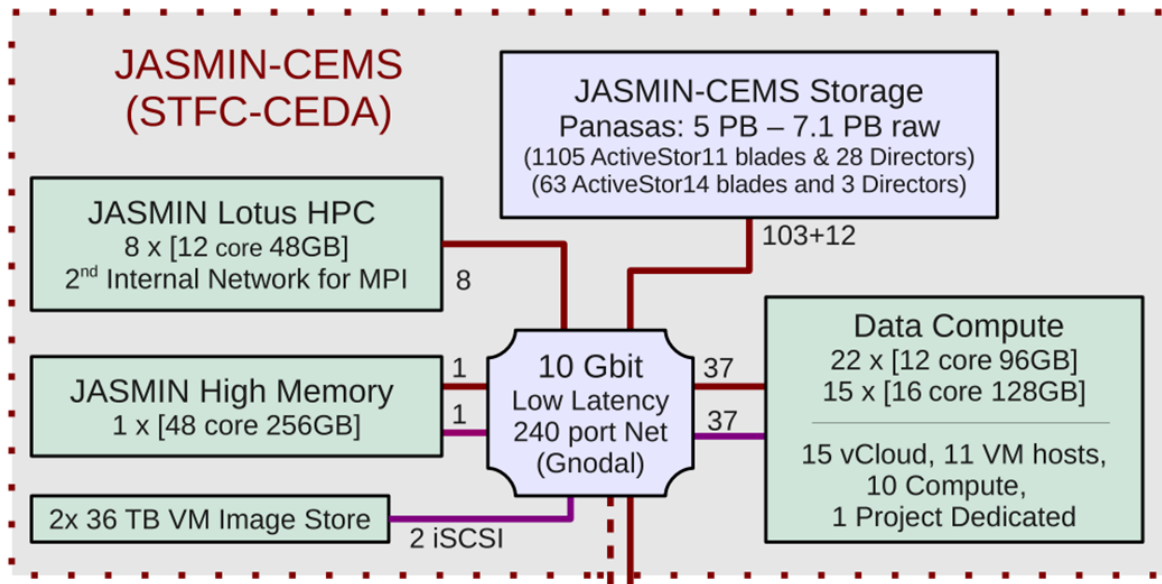 JASMIN-CEMS
(STFC-CEDA)
JASMIN-CEMS Storage
Panasas: 5 PB – 7.1 PB raw
(1105 ActiveStor11 blades & 28 Directors)
(63 ActiveStor14 blades and 3 Directors)
103+12
JASMIN Lotus HPC
8 x [12 core 48GB]
2nd Internal Network for MPI
8
JASMIN High Memory
1 x [48 core 256GB]
1
1
10 Gbit
Low Latency
240 port Net
(Gnodal)
37
37
Data Compute
22 x [12 core 96GB]
15 x [16 core 128GB]
15 vCloud, 11 VM hosts,
10 Compute,
1 Project Dedicated
2x 36 TB VM Image Store
2 iSCSI